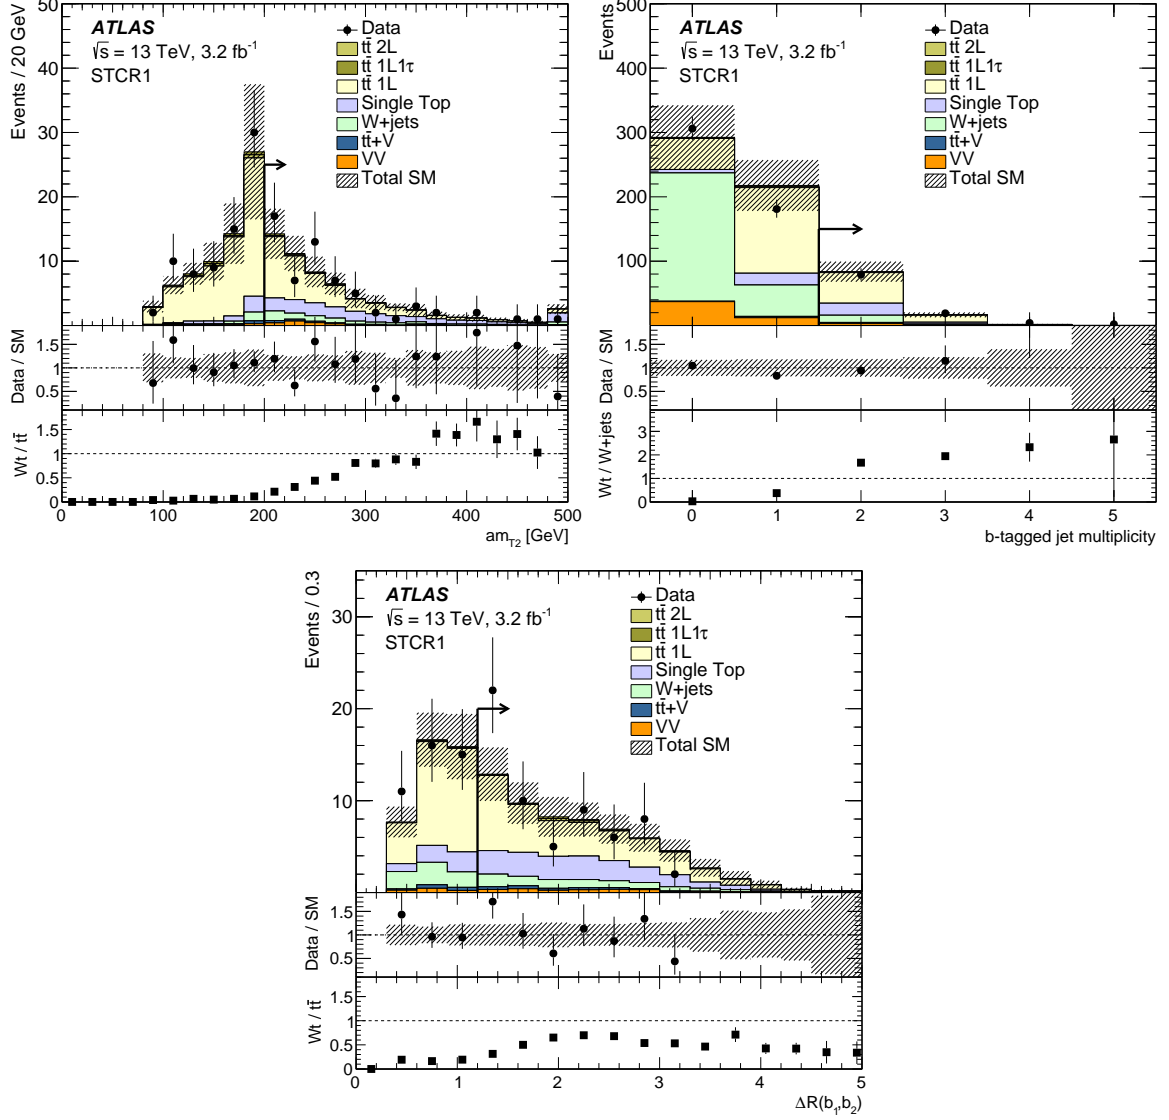 ATLAS
√s = 13 TeV, 3.2 fb⁻¹
STCR1
Data
tt̄ 2L
tt̄ 1L1τ
tt̄ 1L
Single Top
W+jets
tt̄+V
VV
Total SM
Events / 20 GeV
50
40
30
20
10
Data / SM
1.5
1
0.5
Wt / tt̄
1.5
1
0.5
0
0 100 200 300 400 500
am_T2 [GeV]
ATLAS
√s = 13 TeV, 3.2 fb⁻¹
STCR1
Data
tt̄ 2L
tt̄ 1L1τ
tt̄ 1L
Single Top
W+jets
tt̄+V
VV
Total SM
Events
500
400
300
200
100
Data / SM
1.5
1
0.5
Wt / W+jets
3
2
1
0
0 1 2 3 4 5
b-tagged jet multiplicity
ATLAS
√s = 13 TeV, 3.2 fb⁻¹
STCR1
Data
tt̄ 2L
tt̄ 1L1τ
tt̄ 1L
Single Top
W+jets
tt̄+V
VV
Total SM
Events / 0.3
30
20
10
Data / SM
1.5
1
0.5
Wt / tt̄
1.5
1
0.5
0
0 1 2 3 4 5
ΔR(b₁,b₂)